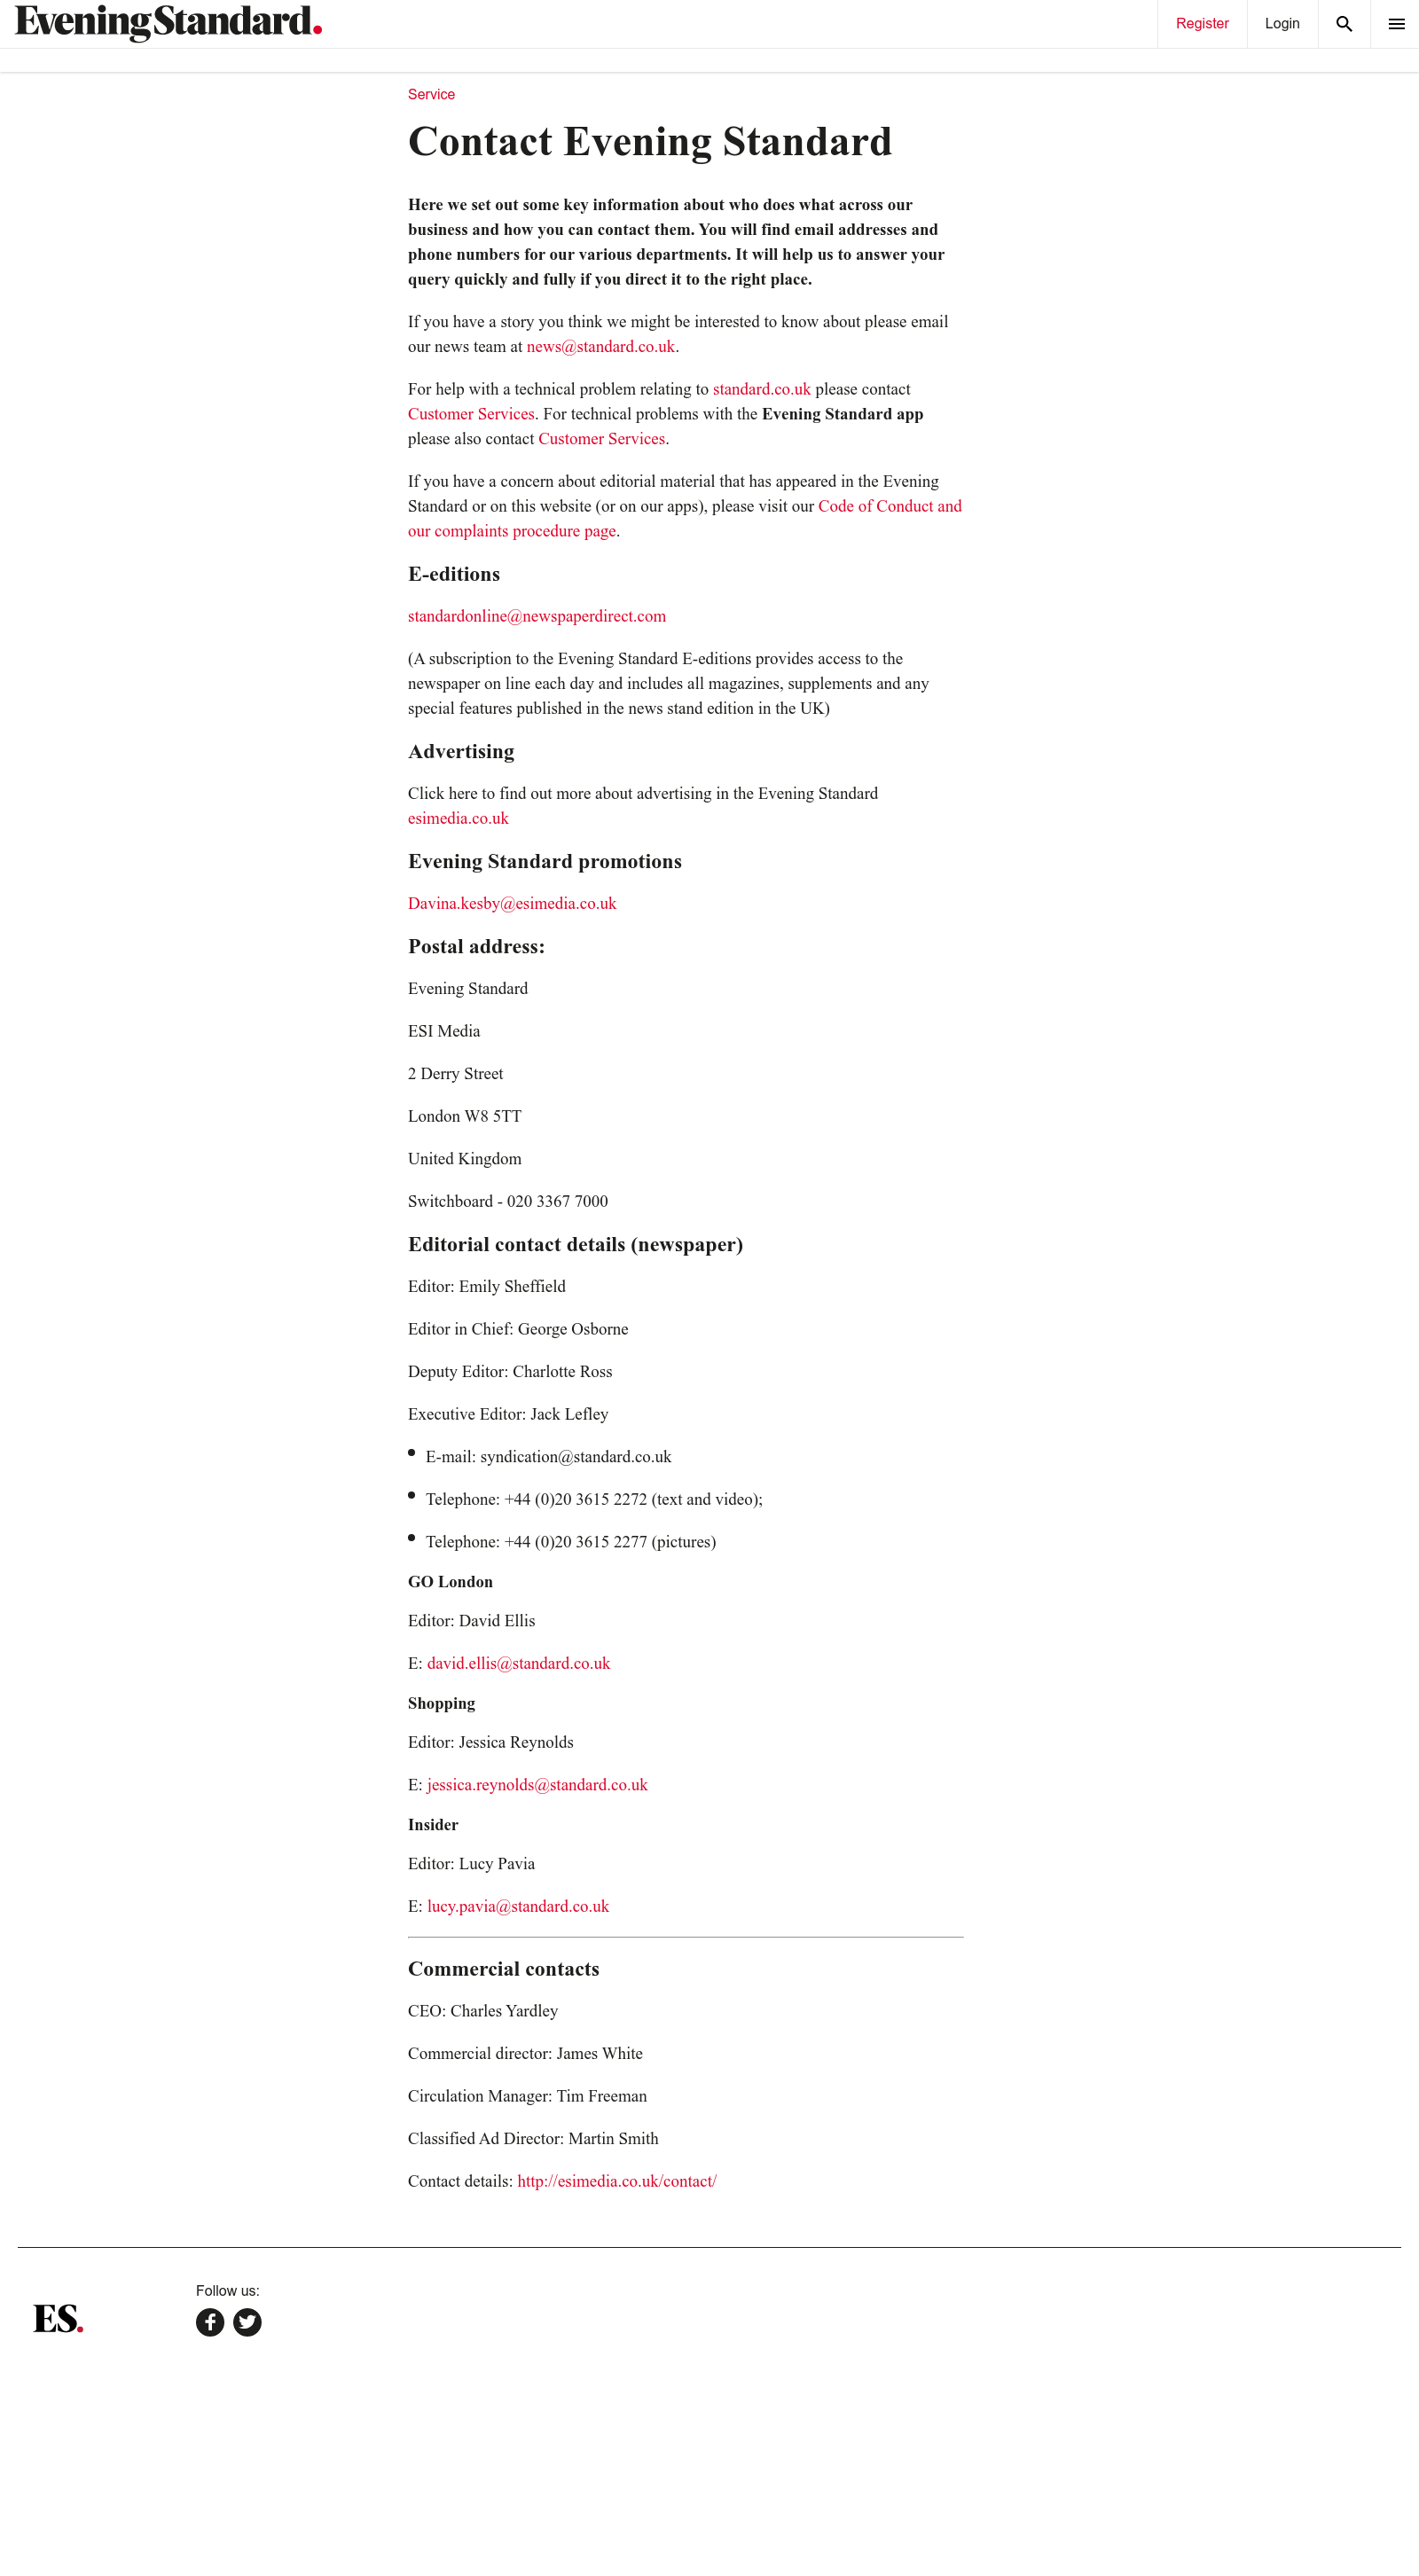 Evening Standard.
Register
Login
Service
Contact Evening Standard
Here we set out some key information about who does what across our
business and how you can contact them. You will find email addresses and
phone numbers for our various departments. It will help us to answer your
query quickly and fully if you direct it to the right place.
If you have a story you think we might be interested to know about please email
our news team at news@standard.co.uk.
For help with a technical problem relating to standard.co.uk please contact
Customer Services. For technical problems with the Evening Standard app
please also contact Customer Services.
If you have a concern about editorial material that has appeared in the Evening
Standard or on this website (or on our apps), please visit our Code of Conduct and
our complaints procedure page.
E-editions
standardonline@newspaperdirect.com
(A subscription to the Evening Standard E-editions provides access to the
newspaper on line each day and includes all magazines, supplements and any
special features published in the news stand edition in the UK)
Advertising
Click here to find out more about advertising in the Evening Standard
esimedia.co.uk
Evening Standard promotions
Davina.kesby@esimedia.co.uk
Postal address:
Evening Standard
ESI Media
2 Derry Street
London W8 5TT
United Kingdom
Switchboard - 020 3367 7000
Editorial contact details (newspaper)
Editor: Emily Sheffield
Editor in Chief: George Osborne
Deputy Editor: Charlotte Ross
Executive Editor: Jack Lefley
• E-mail: syndication@standard.co.uk
• Telephone: +44 (0)20 3615 2272 (text and video);
• Telephone: +44 (0)20 3615 2277 (pictures)
GO London
Editor: David Ellis
E: david.ellis@standard.co.uk
Shopping
Editor: Jessica Reynolds
E: jessica.reynolds@standard.co.uk
Insider
Editor: Lucy Pavia
E: lucy.pavia@standard.co.uk
Commercial contacts
CEO: Charles Yardley
Commercial director: James White
Circulation Manager: Tim Freeman
Classified Ad Director: Martin Smith
Contact details: http://esimedia.co.uk/contact/
Follow us:
ES.